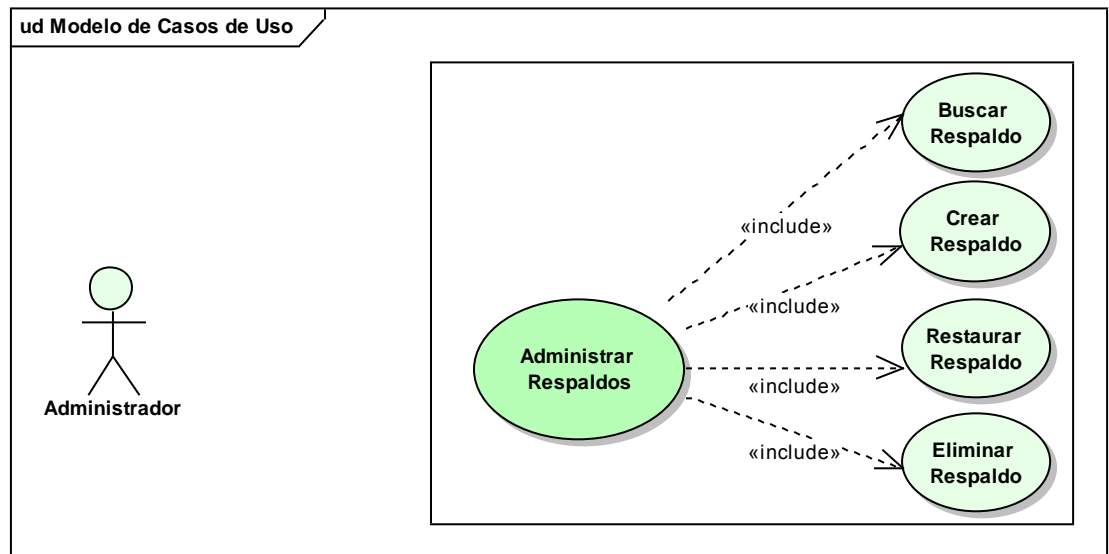 ud Modelo de Casos de Uso
Buscar
Respaldo
«include»
Crear
Respaldo
«include»
Administrar
Respaldos
Restaurar
Respaldo
«include»
Administrador
Eliminar
Respaldo
«include»